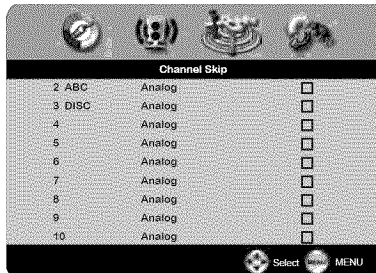 Channel Skip
2 ABC Analog
3 DISC Analog
4 Analog
5 Analog
6 Analog
7 Analog
8 Analog
9 Analog
10 Analog
Select MENU MENU